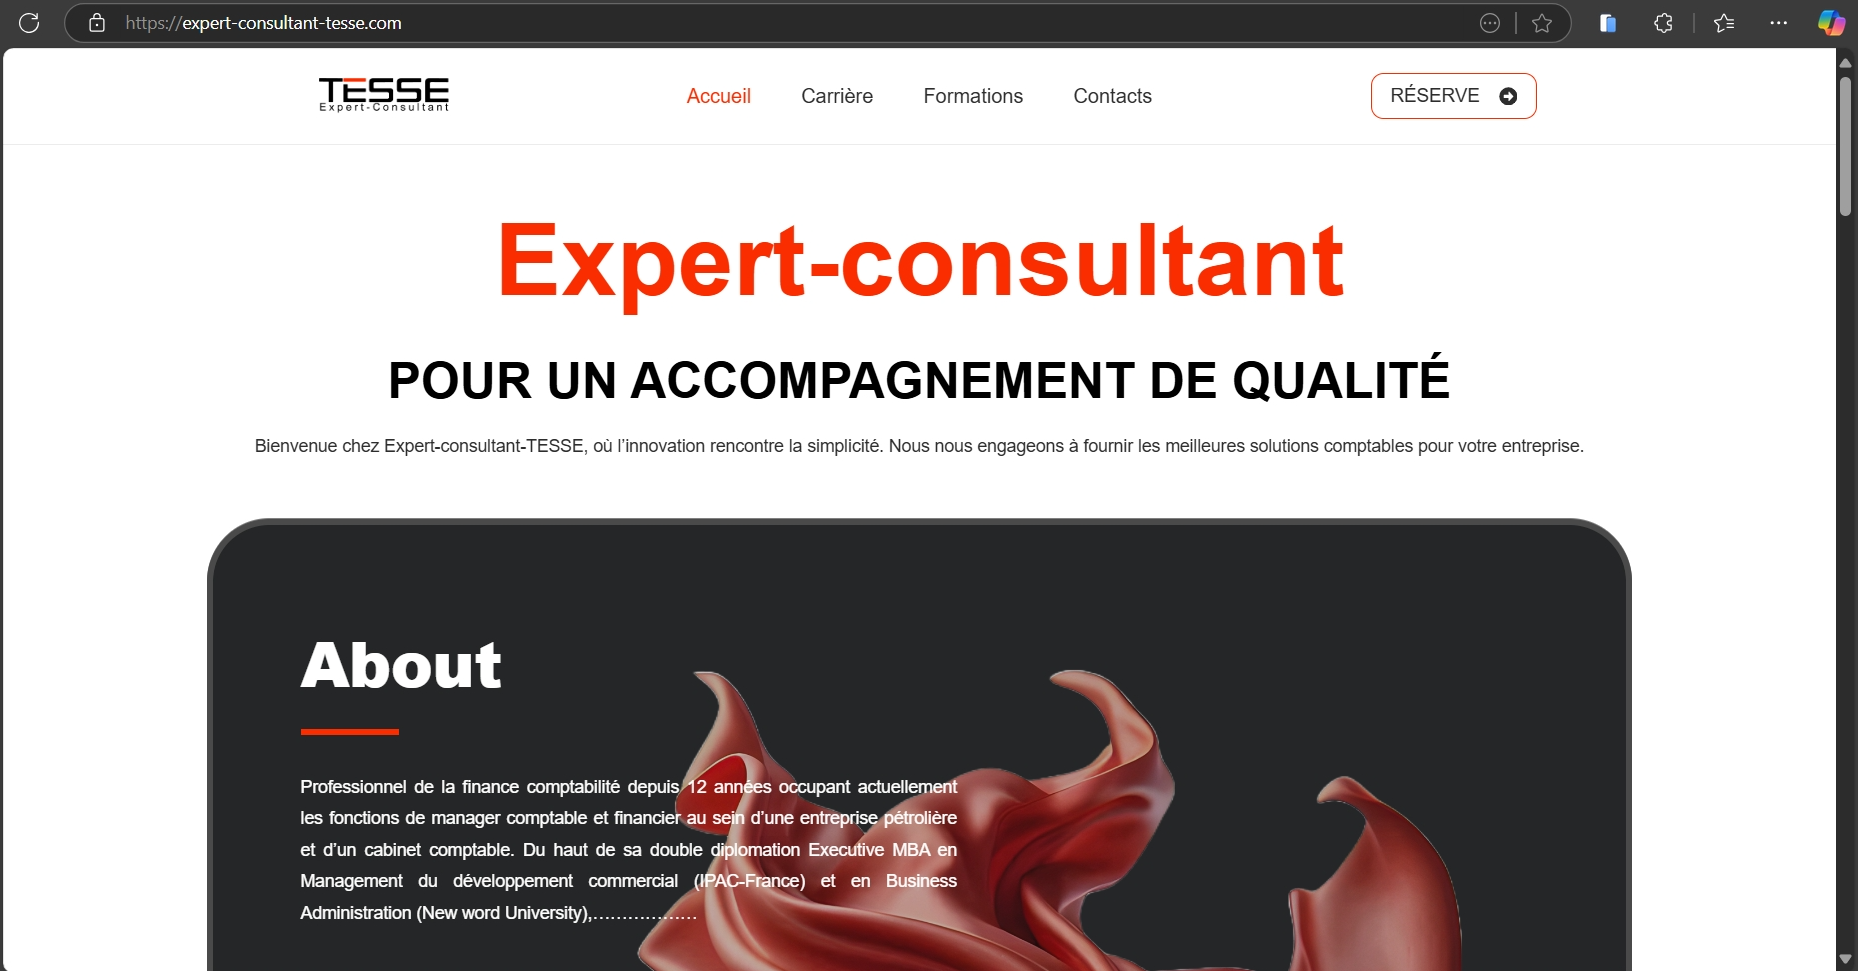 https://expert-consultant-tesse.com
TESSE
Expert-Consultant
Accueil
Carrière
Formations
Contacts
RÉSERVE
Expert-consultant
POUR UN ACCOMPAGNEMENT DE QUALITÉ
Bienvenue chez Expert-consultant-TESSE, où l’innovation rencontre la simplicité. Nous nous engageons à fournir les meilleures solutions comptables pour votre entreprise.
About
Professionnel de la finance comptabilité depuis 12 années occupant actuellement
les fonctions de manager comptable et financier au sein d’une entreprise pétrolière
et d’un cabinet comptable. Du haut de sa double diplomation Executive MBA en
Management du développement commercial (IPAC-France) et en Business
Administration (New word University),………………